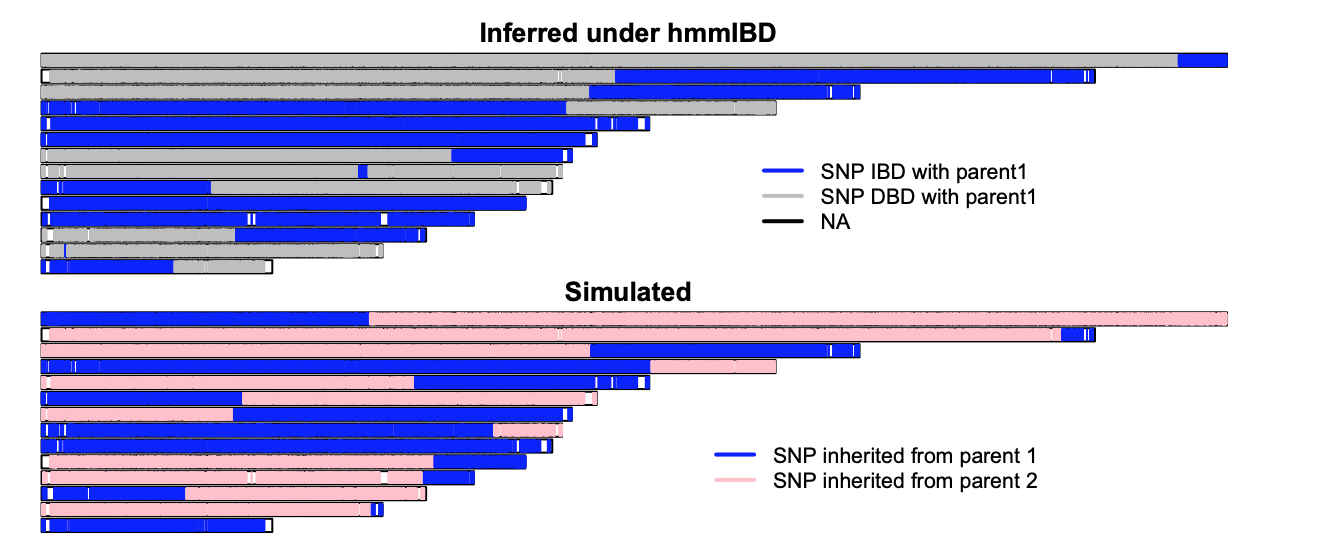 Inferred under hmmIBD
SNP IBD with parent1
SNP DBD with parent1
NA
Simulated
SNP inherited from parent 1
SNP inherited from parent 2